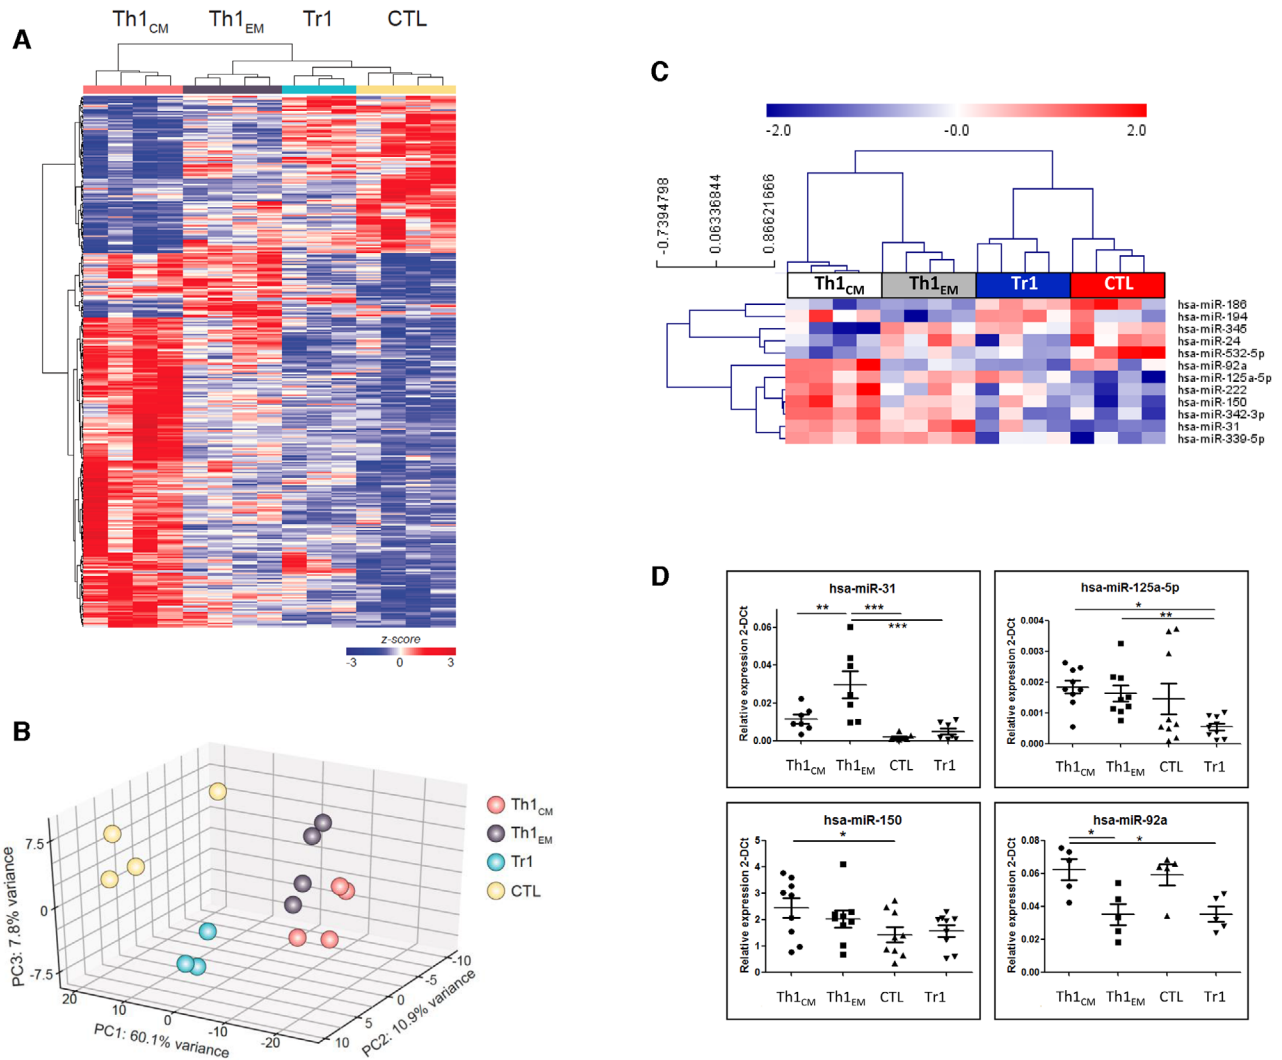 A
Th1CM Th1EM Tr1 CTL
z-score
-3 0 3
B
PC3: 7.8% variance
7.5
0
-7.5
20
10
0
-10
-20
PC1: 60.1% variance
10
5
0
-5
-10
PC2: 10.9% variance
Th1CM
Th1EM
Tr1
CTL
C
-2.0 -0.0 2.0
-0.7394798
0.06336844
0.86621666
Th1CM Th1EM Tr1 CTL
hsa-miR-186
hsa-miR-194
hsa-miR-345
hsa-miR-24
hsa-miR-532-5p
hsa-miR-92a
hsa-miR-125a-5p
hsa-miR-222
hsa-miR-150
hsa-miR-342-3p
hsa-miR-31
hsa-miR-339-5p
D
hsa-miR-31
Relative expression 2-DCt
0.06
0.04
0.02
0.00
** ***
***
Th1CM Th1EM CTL Tr1
hsa-miR-125a-5p
Relative expression 2-DCt
0.004
0.003
0.002
0.001
0.000
*
**
Th1CM Th1EM CTL Tr1
hsa-miR-150
Relative expression 2-DCt
5
4
3
2
1
0
*
Th1CM Th1EM CTL Tr1
hsa-miR-92a
Relative expression 2-DCt
0.08
0.06
0.04
0.02
0.00
* *
Th1CM Th1EM CTL Tr1